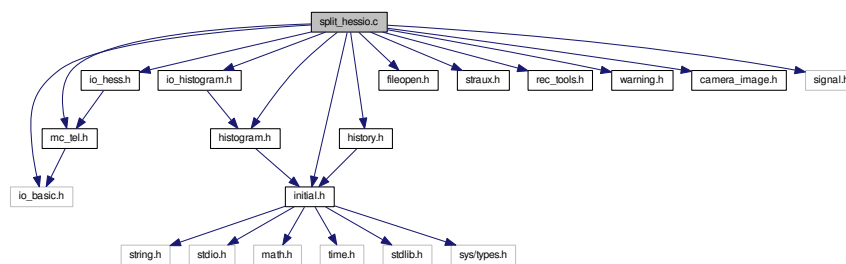 split_hessio.c
io_hess.h
io_histogram.h
fileopen.h
straux.h
rec_tools.h
warning.h
camera_image.h
signal.h
mc_tel.h
histogram.h
history.h
io_basic.h
initial.h
string.h
stdio.h
math.h
time.h
stdlib.h
sys/types.h